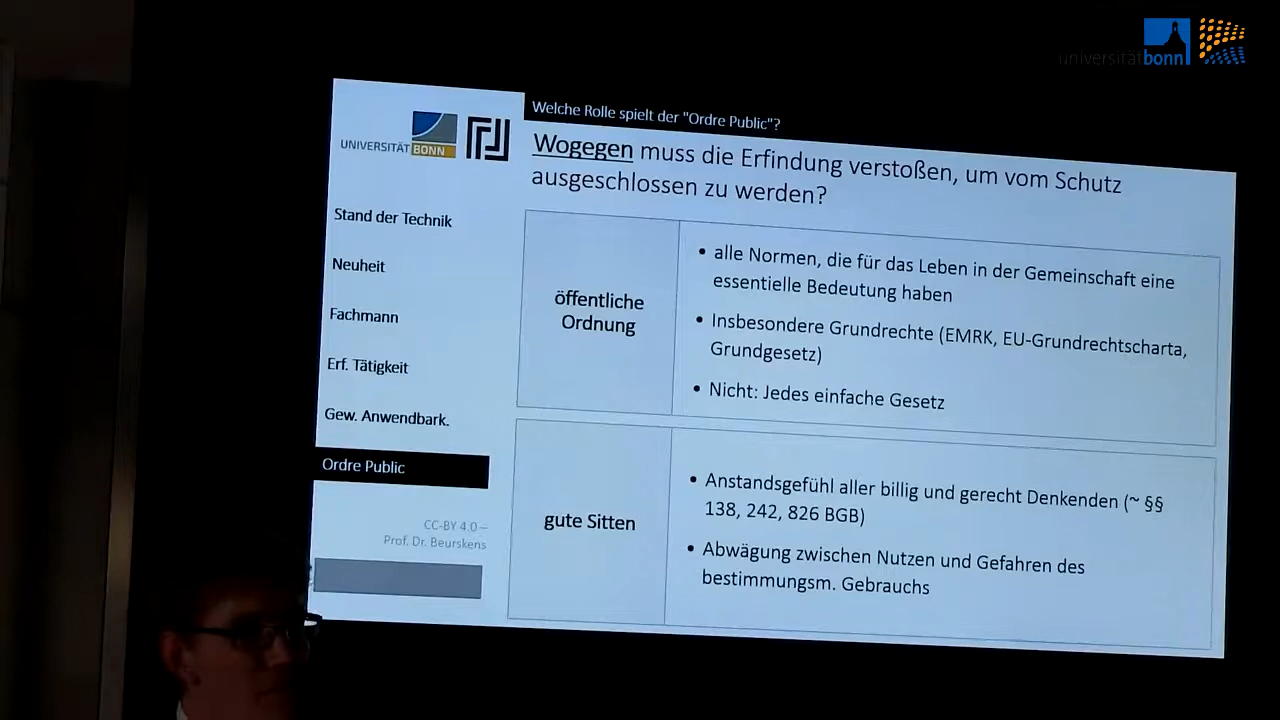 universitätbonn
UNIVERSITÄT BONN
Welche Rolle spielt der "Ordre Public"?
Wogegen muss die Erfindung verstoßen, um vom Schutz
ausgeschlossen zu werden?
Stand der Technik
Neuheit
Fachmann
Erf. Tätigkeit
Gew. Anwendbark.
Ordre Public
CC-BY 4.0 –
Prof. Dr. Beurskens
öffentliche
Ordnung
• alle Normen, die für das Leben in der Gemeinschaft eine
essentielle Bedeutung haben
• Insbesondere Grundrechte (EMRK, EU-Grundrechtscharta,
Grundgesetz)
• Nicht: Jedes einfache Gesetz
gute Sitten
• Anstandsgefühl aller billig und gerecht Denkenden (~ §§
138, 242, 826 BGB)
• Abwägung zwischen Nutzen und Gefahren des
bestimmungsm. Gebrauchs